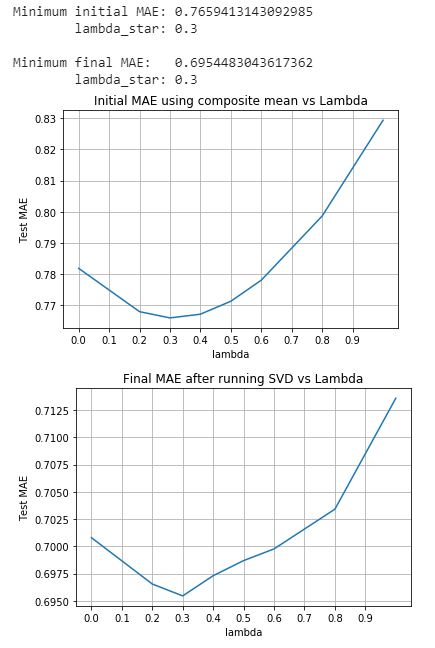 Minimum initial MAE: 0.7659413143092985
lambda_star: 0.3
Minimum final MAE: 0.6954483043617362
lambda_star: 0.3
Initial MAE using composite mean vs Lambda
0.83
0.82
0.81
0.80
0.79
0.78
0.77
Test MAE
0.0 0.1 0.2 0.3 0.4 0.5 0.6 0.7 0.8 0.9
lambda
Final MAE after running SVD vs Lambda
0.7125
0.7100
0.7075
0.7050
0.7025
0.7000
0.6975
0.6950
Test MAE
0.0 0.1 0.2 0.3 0.4 0.5 0.6 0.7 0.8 0.9
lambda